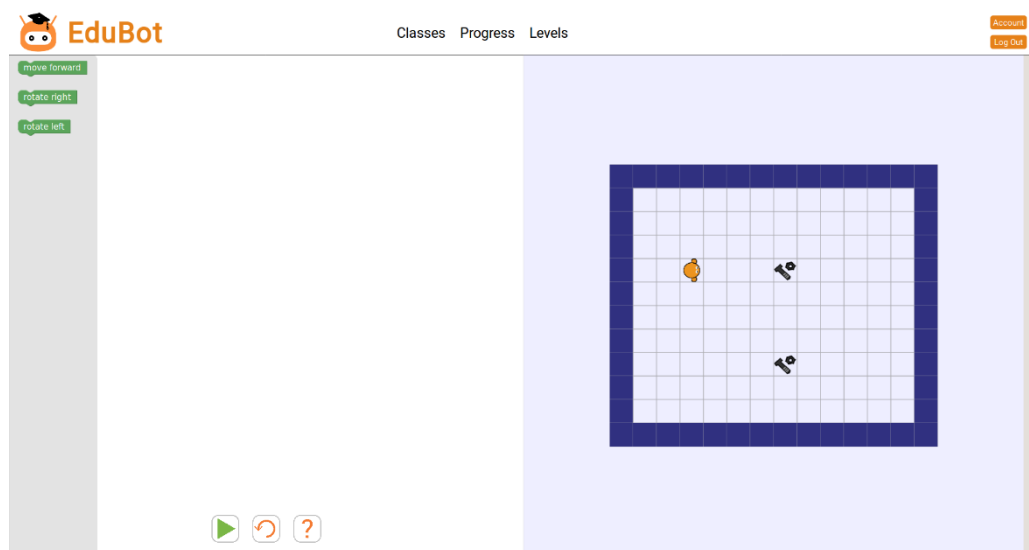 EduBot
Classes Progress Levels
Account
Log Out
move forward
rotate right
rotate left
?